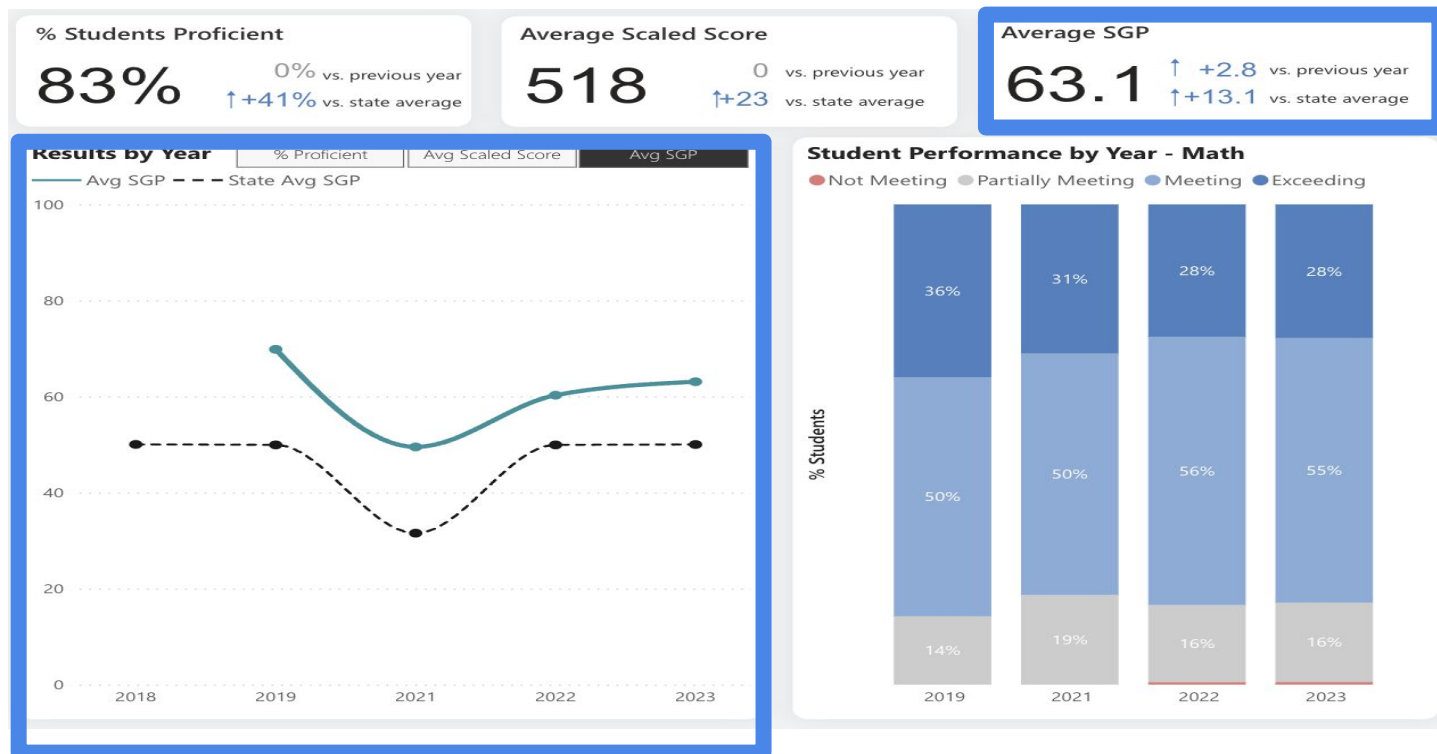 % Students Proficient
83%
0% vs. previous year
↑+41% vs. state average
Average Scaled Score
518
0 vs. previous year
↑+23 vs. state average
Average SGP
63.1
↑ +2.8 vs. previous year
↑+13.1 vs. state average
Results by Year
% Proficient
Avg Scaled Score
Avg SGP
Avg SGP
State Avg SGP
100
80
60
40
20
0
2018 2019 2021 2022 2023
Student Performance by Year - Math
Not Meeting Partially Meeting Meeting Exceeding
% Students
36% 31% 28% 28%
50% 50% 56% 55%
14% 19% 16% 16%
2019 2021 2022 2023